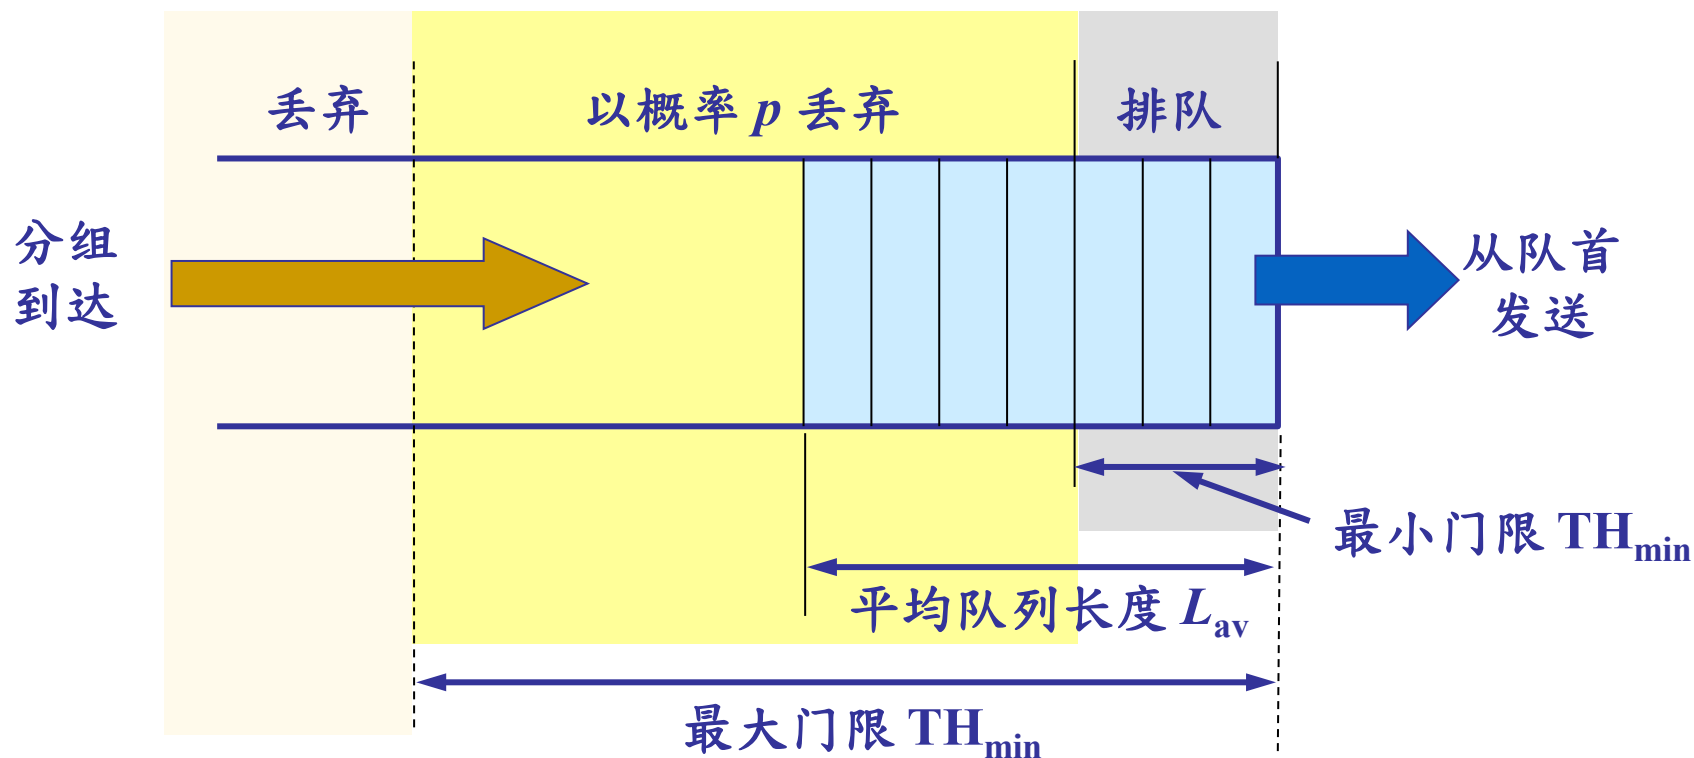 丢弃
以概率 p 丢弃
排队
分组
到达
从队首
发送
最小门限 THmin
平均队列长度 Lav
最大门限 THmin